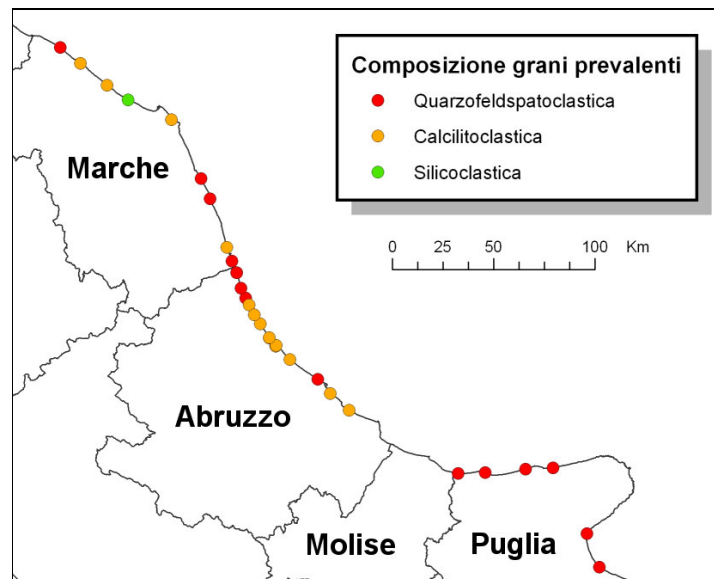 Composizione grani prevalenti
Quarzofeldspatoclastica
Calcilitoclastica
Silicoclastica
Marche
0 25 50 100 Km
Abruzzo
Molise
Puglia